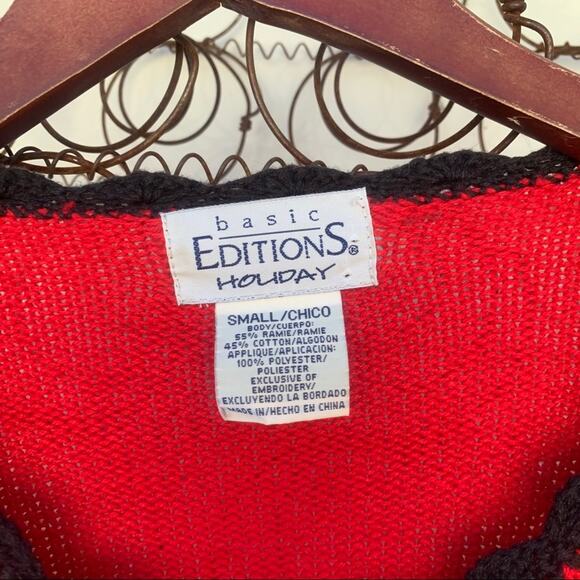 basic
EDITIONS®
HOLIDAY
SMALL/CHICO
BODY/CUERPO:
55% RAMIE/RAMIE
45% COTTON/ALGODON
APPLIQUE/APLICACION:
100% POLYESTER/
POLIESTER
EXCLUSIVE OF
EMBROIDERY/
EXCLUYENDO LA BORDADO
MADE IN/HECHO EN CHINA